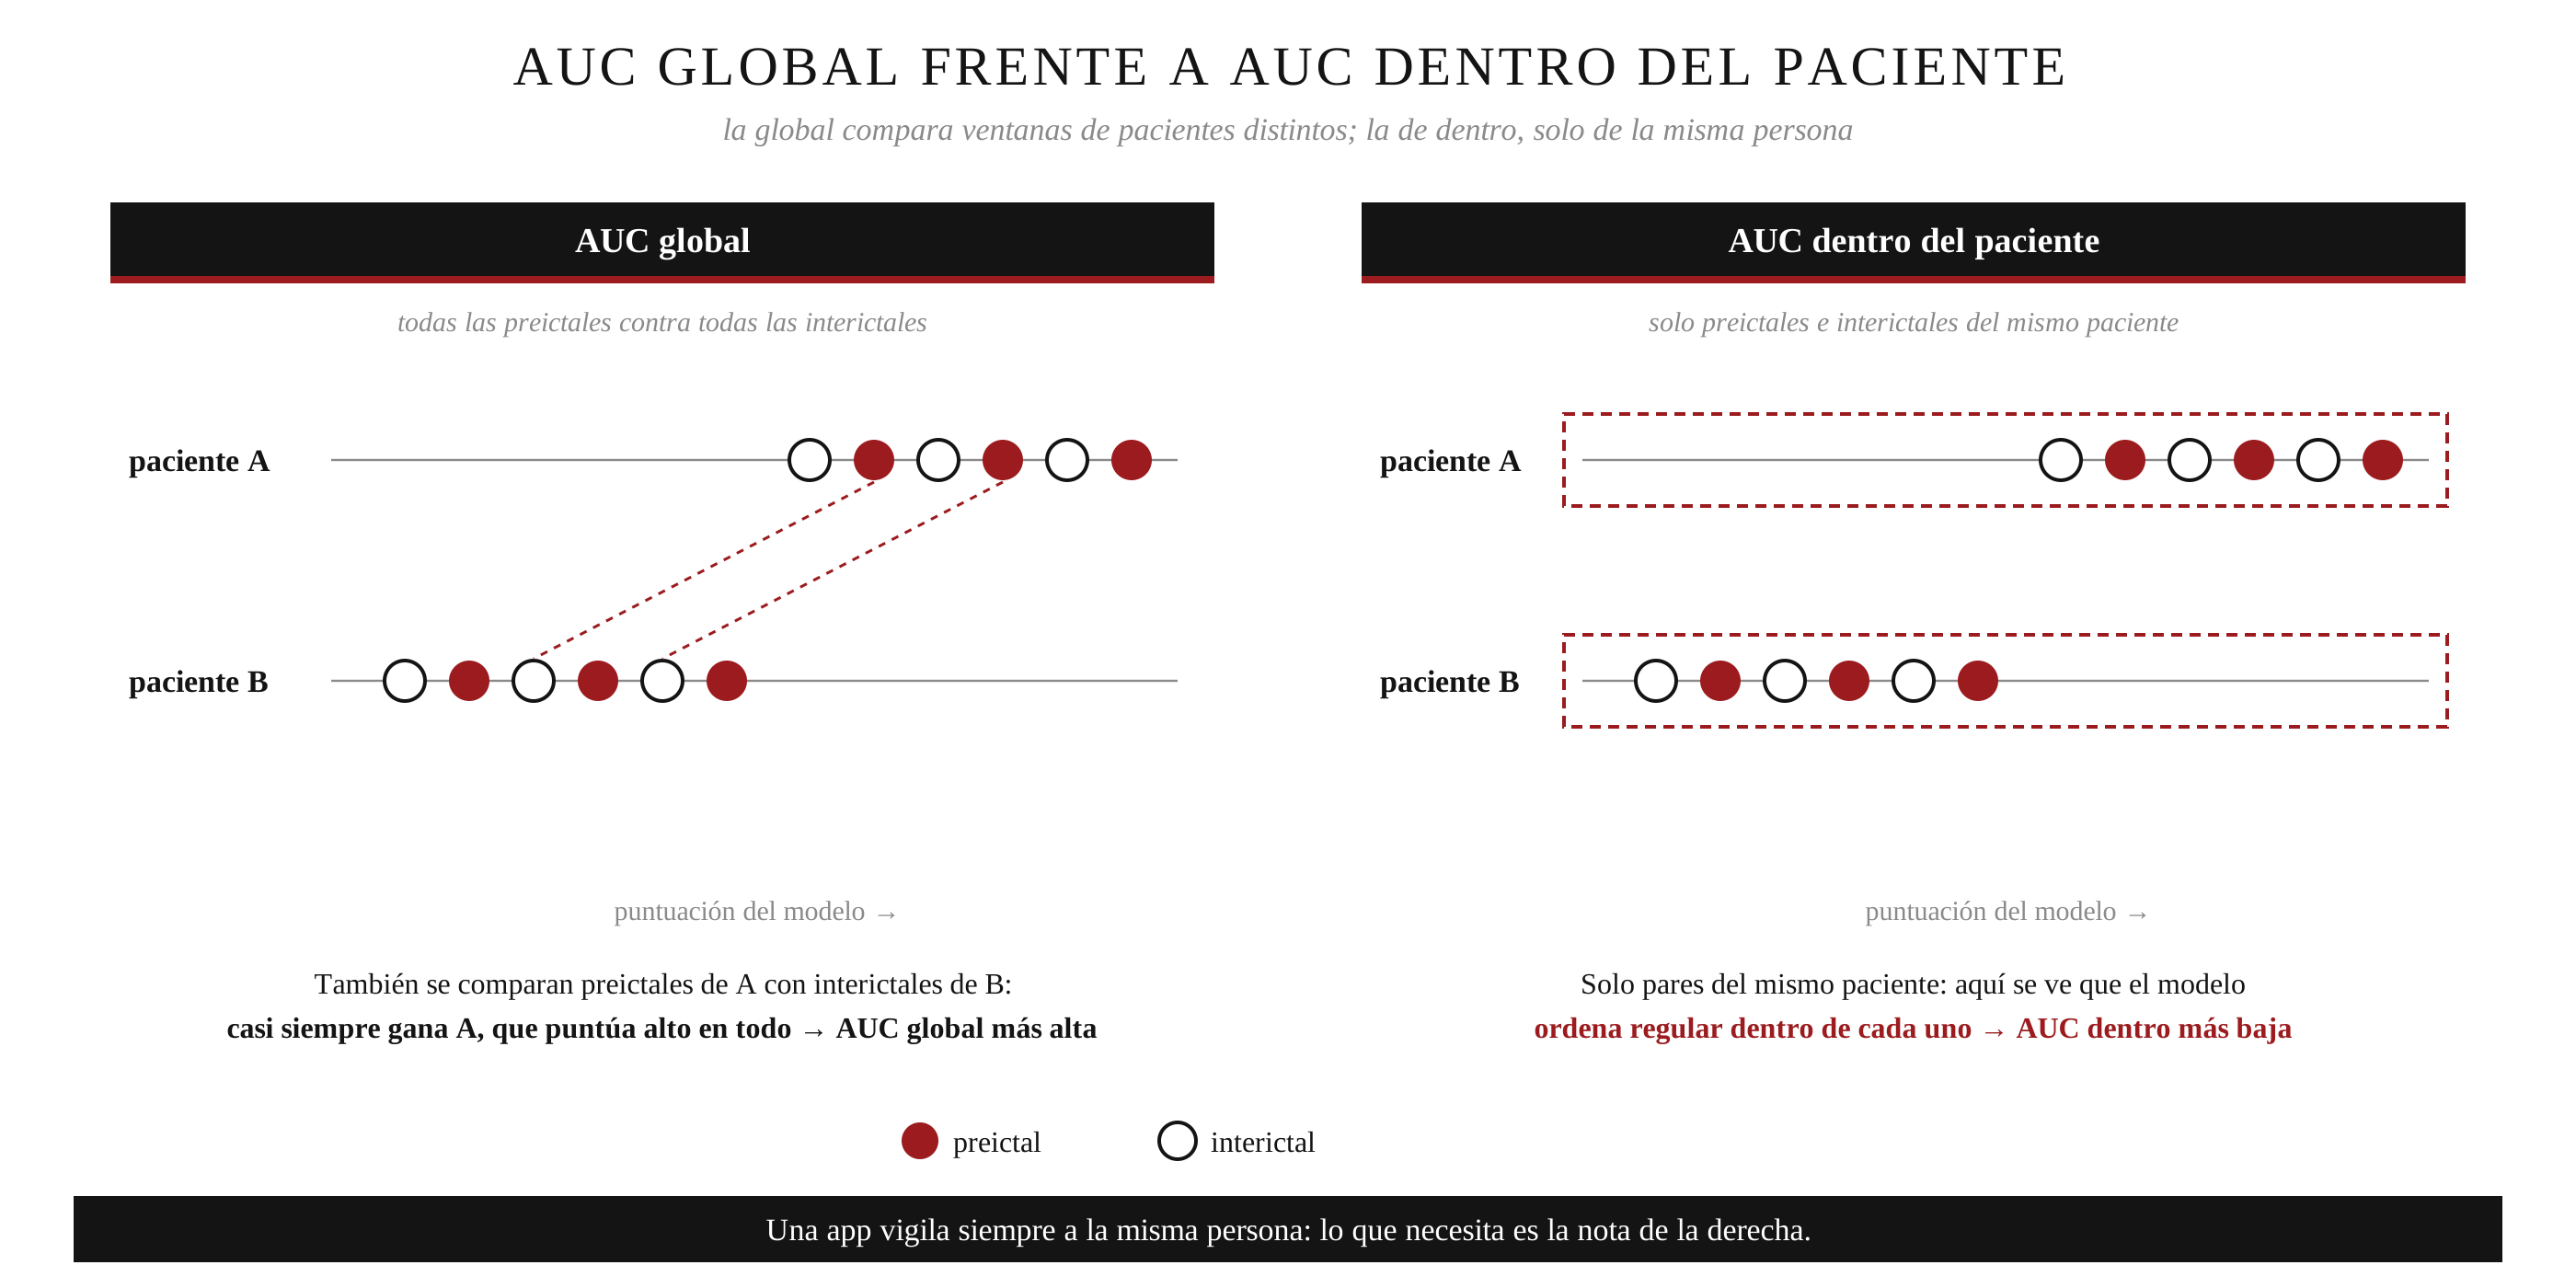 AUC GLOBAL FRENTE A AUC DENTRO DEL PACIENTE
la global compara ventanas de pacientes distintos; la de dentro, solo de la misma persona
AUC global
todas las preictales contra todas las interictales
paciente A
paciente B
puntuación del modelo →
También se comparan preictales de A con interictales de B:
casi siempre gana A, que puntúa alto en todo → AUC global más alta
AUC dentro del paciente
solo preictales e interictales del mismo paciente
paciente A
paciente B
puntuación del modelo →
Solo pares del mismo paciente: aquí se ve que el modelo
ordena regular dentro de cada uno → AUC dentro más baja
preictal
interictal
Una app vigila siempre a la misma persona: lo que necesita es la nota de la derecha.